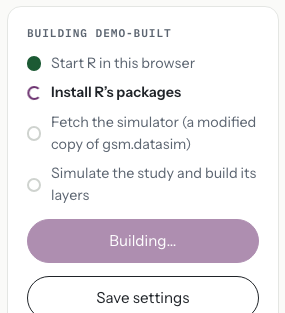 BUILDING DEMO-BUILT
Start R in this browser
Install R's packages
Fetch the simulator (a modified
copy of gsm.datasim)
Simulate the study and build its
layers
Building...
Save settings